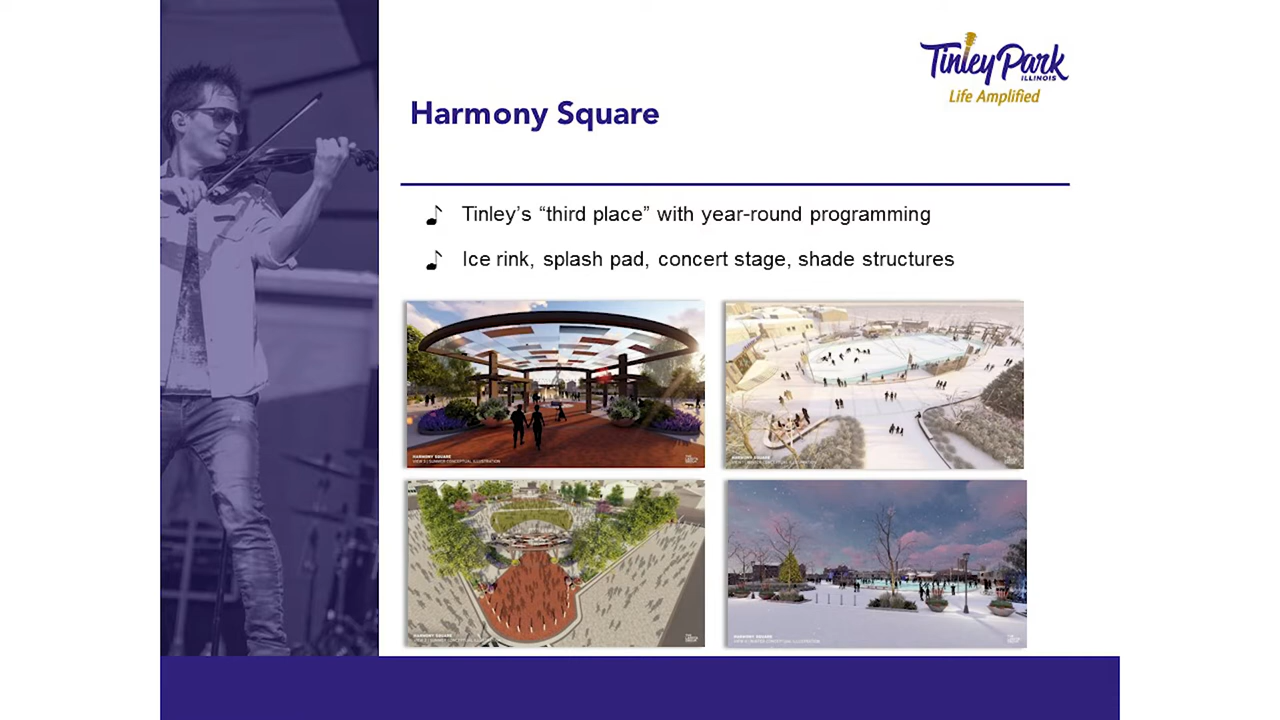 Tinley Park
ILLINOIS
Life Amplified
Harmony Square
Tinley's “third place” with year-round programming
Ice rink, splash pad, concert stage, shade structures
HARMONY SQUARE
HARMONY SQUARE
HARMONY SQUARE
HARMONY SQUARE